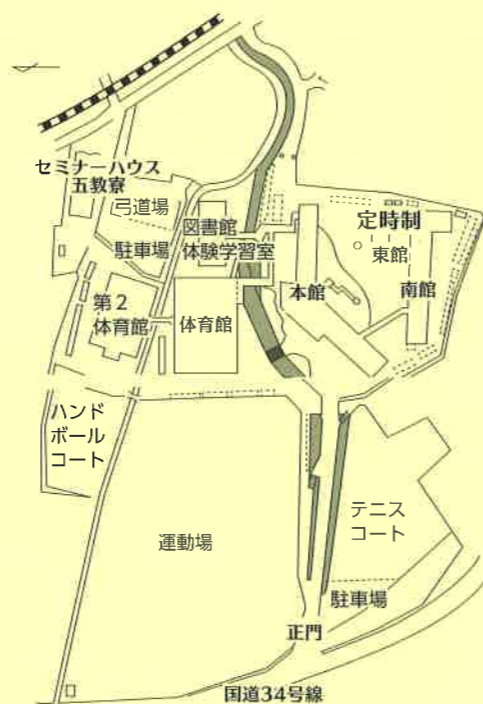 セミナーハウス
五教寮
弓道場
駐車場
図書館
体験学習室
定時制
東館
本館
南館
第2
体育館
体育館
ハンド
ボール
コート
運動場
テニス
コート
駐車場
正門
国道34号線